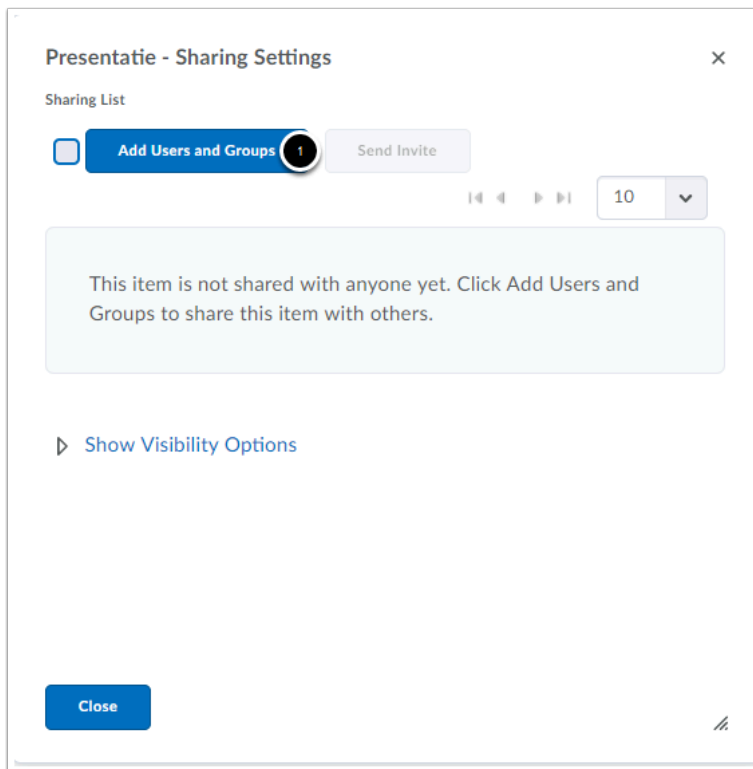 Presentatie - Sharing Settings
Sharing List
Add Users and Groups 1 Send Invite
10
This item is not shared with anyone yet. Click Add Users and
Groups to share this item with others.
Show Visibility Options
Close